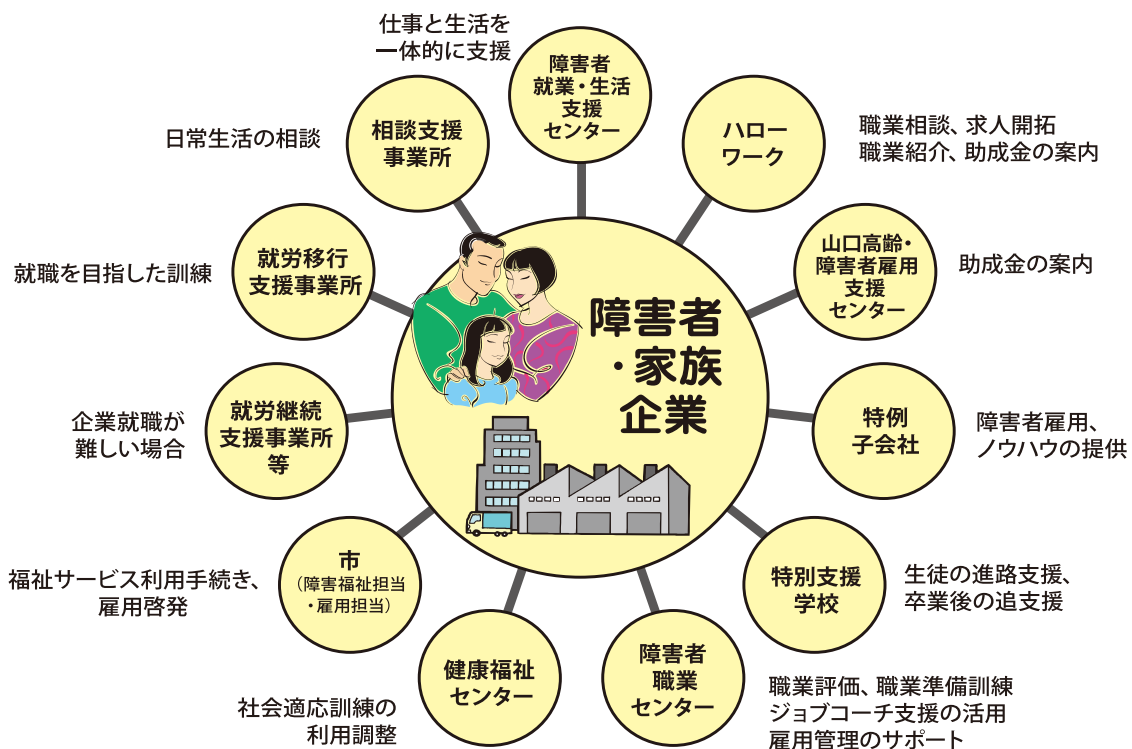 仕事と生活を
一体的に支援
障害者
就業・生活
支援
センター
ハロー
ワーク
職業相談、求人開拓
職業紹介、助成金の案内
山口高齢・
障害者雇用
支援
センター
助成金の案内
特例
子会社
障害者雇用、
ノウハウの提供
特別支援
学校
生徒の進路支援、
卒業後の追支援
障害者
職業
センター
職業評価、職業準備訓練
ジョブコーチ支援の活用
雇用管理のサポート
健康福祉
センター
社会適応訓練の
利用調整
市
（障害福祉担当
・雇用担当）
福祉サービス利用手続き、
雇用啓発
就労継続
支援事業所
等
企業就職が
難しい場合
就労移行
支援事業所
就職を目指した訓練
相談支援
事業所
日常生活の相談
障害者
・家族
企業